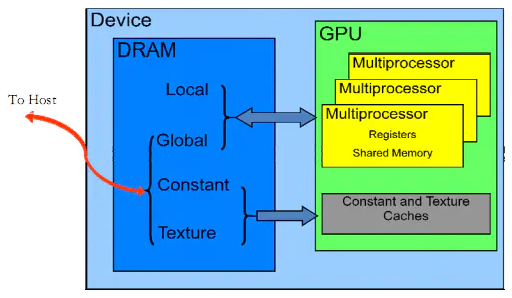 Device
DRAM
Local
Global
Constant
Texture
To Host
GPU
Multiprocessor
Multiprocessor
Multiprocessor
Registers
Shared Memory
Constant and Texture
Caches